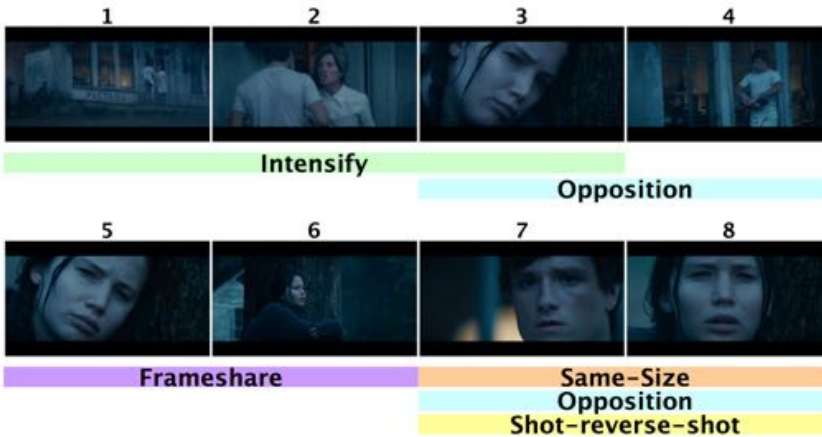 1 2 3 4
Intensify
Opposition
5 6 7 8
Frameshare Same-Size
Opposition
Shot-reverse-shot